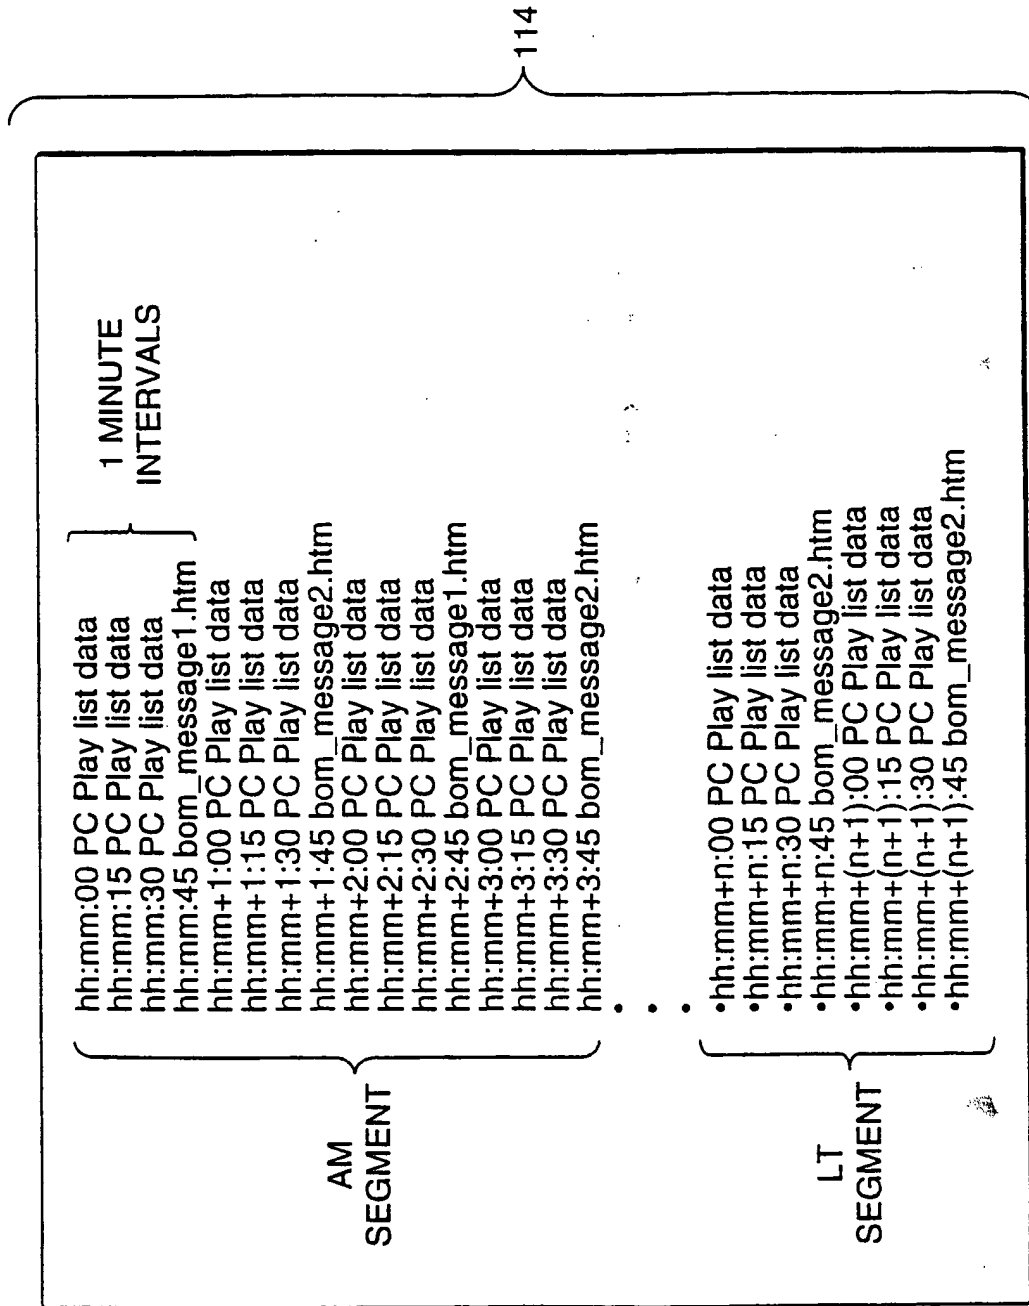 114
1 MINUTE
INTERVALS
AM
SEGMENT
hh:mm:00 PC Play list data
hh:mm:15 PC Play list data
hh:mm:30 PC Play list data
hh:mm:45 bom_message1.htm
hh:mm+1:00 PC Play list data
hh:mm+1:15 PC Play list data
hh:mm+1:30 PC Play list data
hh:mm+1:45 bom_message2.htm
hh:mm+2:00 PC Play list data
hh:mm+2:15 PC Play list data
hh:mm+2:30 PC Play list data
hh:mm+2:45 bom_message1.htm
hh:mm+3:00 PC Play list data
hh:mm+3:15 PC Play list data
hh:mm+3:30 PC Play list data
hh:mm+3:45 bom_message2.htm
•
•
•
LT
SEGMENT
•hh:mm+n:00 PC Play list data
•hh:mm+n:15 PC Play list data
•hh:mm+n:30 PC Play list data
•hh:mm+n:45 bom_message2.htm
•hh:mm+(n+1):00 PC Play list data
•hh:mm+(n+1):15 PC Play list data
•hh:mm+(n+1):30 PC Play list data
•hh:mm+(n+1):45 bom_message2.htm